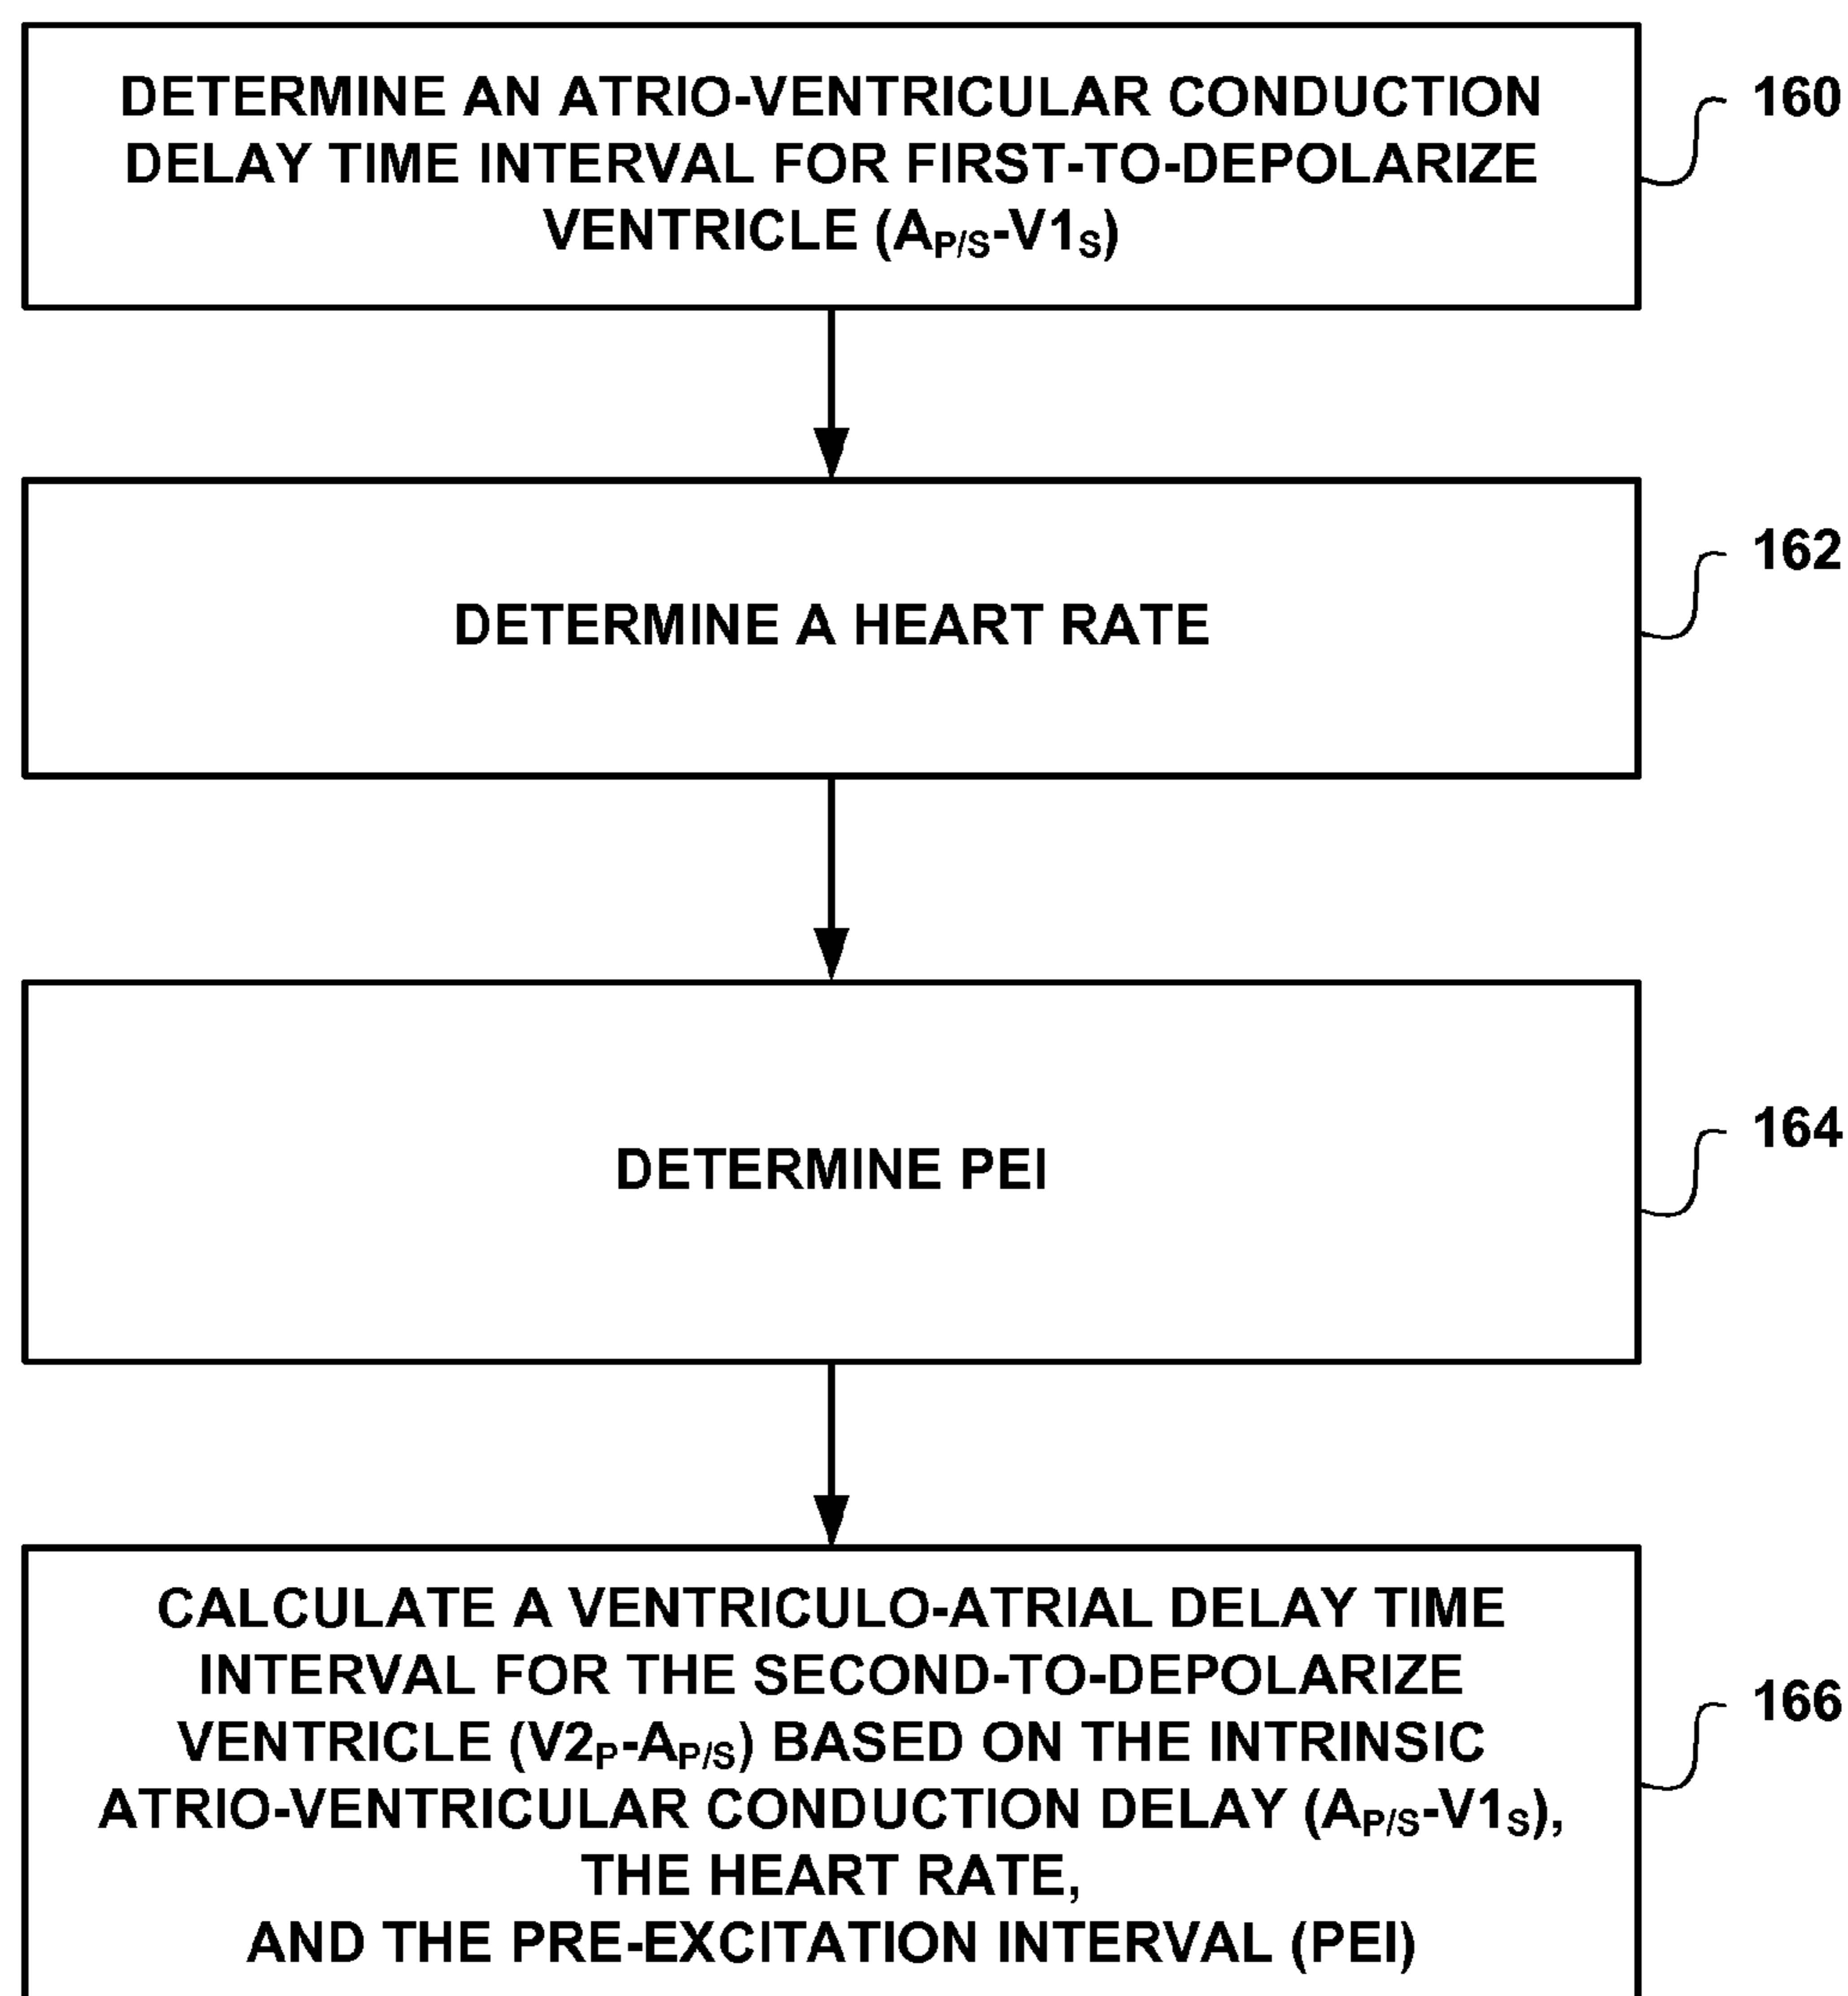 DETERMINE AN ATRIO-VENTRICULAR CONDUCTION
DELAY TIME INTERVAL FOR FIRST-TO-DEPOLARIZE
VENTRICLE (AP/S-V1S)
160
DETERMINE A HEART RATE
162
DETERMINE PEI
164
CALCULATE A VENTRICULO-ATRIAL DELAY TIME
INTERVAL FOR THE SECOND-TO-DEPOLARIZE
VENTRICLE (V2P-AP/S) BASED ON THE INTRINSIC
ATRIO-VENTRICULAR CONDUCTION DELAY (AP/S-V1S),
THE HEART RATE,
AND THE PRE-EXCITATION INTERVAL (PEI)
166